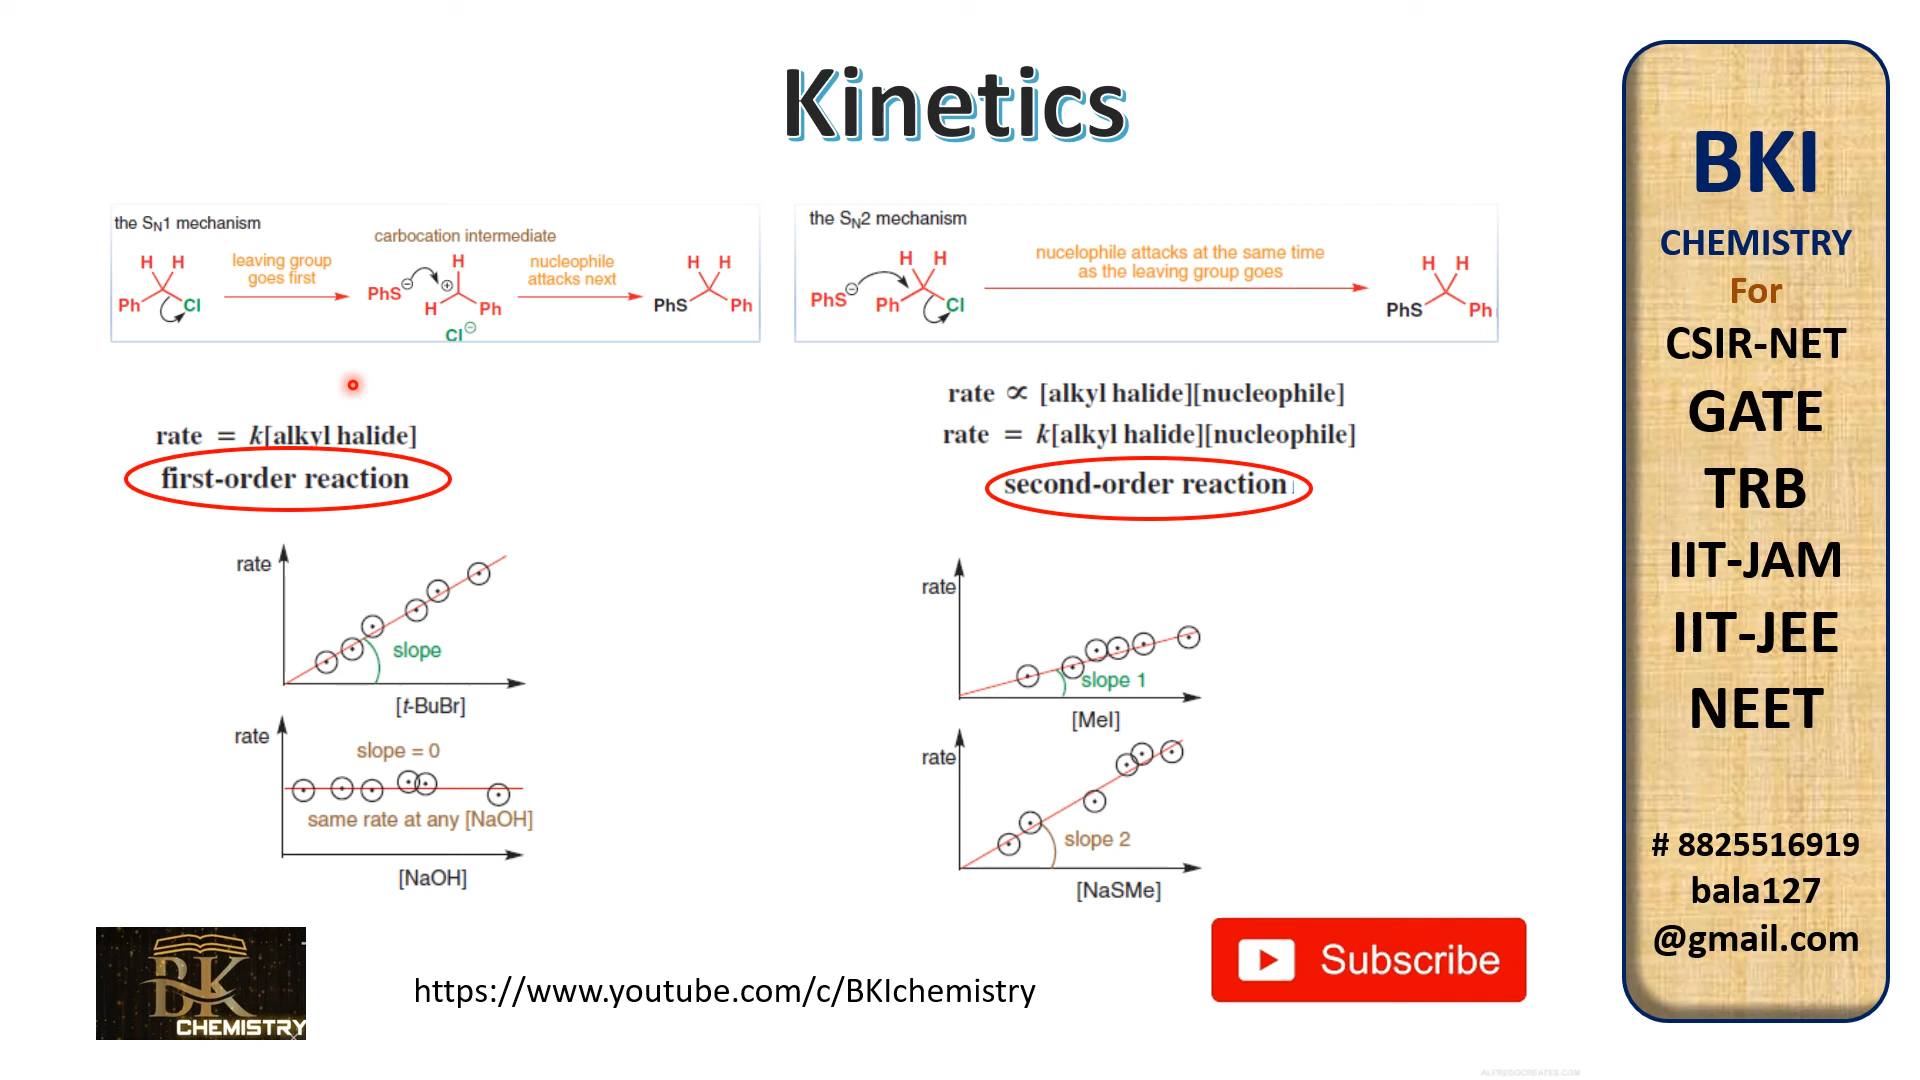 Kinetics
the SN1 mechanism
carbocation intermediate
H H
leaving group
goes first
H
nucleophile
attacks next
H H
Ph
Cl
PhS⊖
⊕
H
Ph
Cl⊖
PhS
Ph
the SN2 mechanism
nucelophile attacks at the same time
as the leaving group goes
H H
PhS⊖
Ph
Cl
H H
PhS
Ph
rate = k[alkyl halide]
first-order reaction
rate ∝ [alkyl halide][nucleophile]
rate = k[alkyl halide][nucleophile]
second-order reaction
rate
slope
[t-BuBr]
rate
slope = 0
same rate at any [NaOH]
[NaOH]
rate
slope 1
[MeI]
rate
slope 2
[NaSMe]
BK
CHEMISTRY
https://www.youtube.com/c/BKIchemistry
Subscribe
BKI
CHEMISTRY
For
CSIR-NET
GATE
TRB
IIT-JAM
IIT-JEE
NEET
# 8825516919
bala127
@gmail.com
ALFREDOCREATES.COM